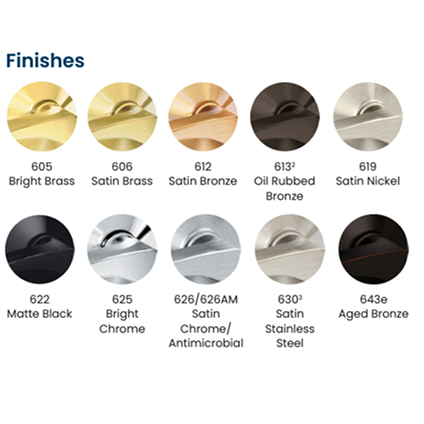 Finishes
605
Bright Brass
606
Satin Brass
612
Satin Bronze
613²
Oil Rubbed
Bronze
619
Satin Nickel
622
Matte Black
625
Bright
Chrome
626/626AM
Satin
Chrome/
Antimicrobial
630³
Satin
Stainless
Steel
643e
Aged Bronze